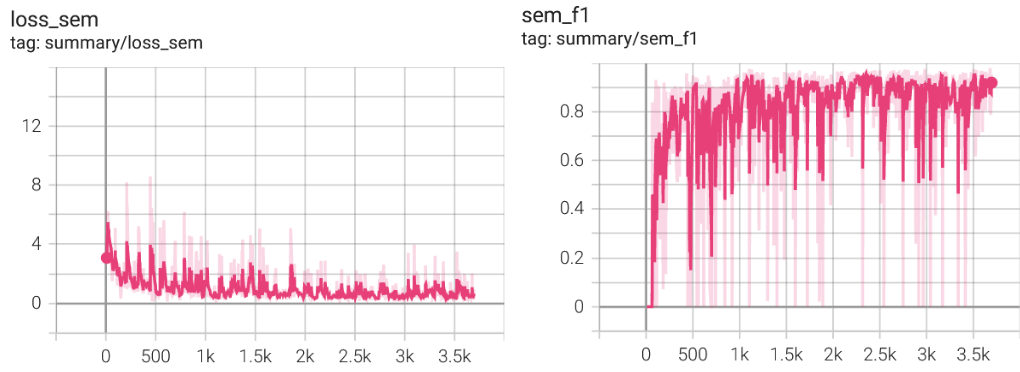 loss_sem
tag: summary/loss_sem
12
8
4
0
0 500 1k 1.5k 2k 2.5k 3k 3.5k
sem_f1
tag: summary/sem_f1
0.8
0.6
0.4
0.2
0
0 500 1k 1.5k 2k 2.5k 3k 3.5k